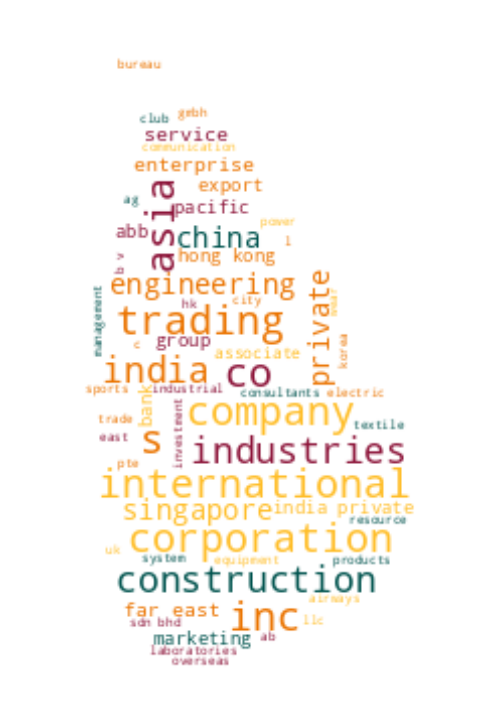 bureau
club gmbh
service
communication
enterprise
export
ag
asia
pacific
abb
power
china
l
b v
hong kong
engineering
management
private
hk
city
trading
c
group
korea
associate
india
co
sports
bank
industrial
consultants
electric
investment
company
trade
textile
east
s
industries
pte
international
singapore
india private
resource
corporation
uk
system
equipment
products
construction
airways
far east
inc
sdn bhd
llc
marketing
ab
laboratories
overseas